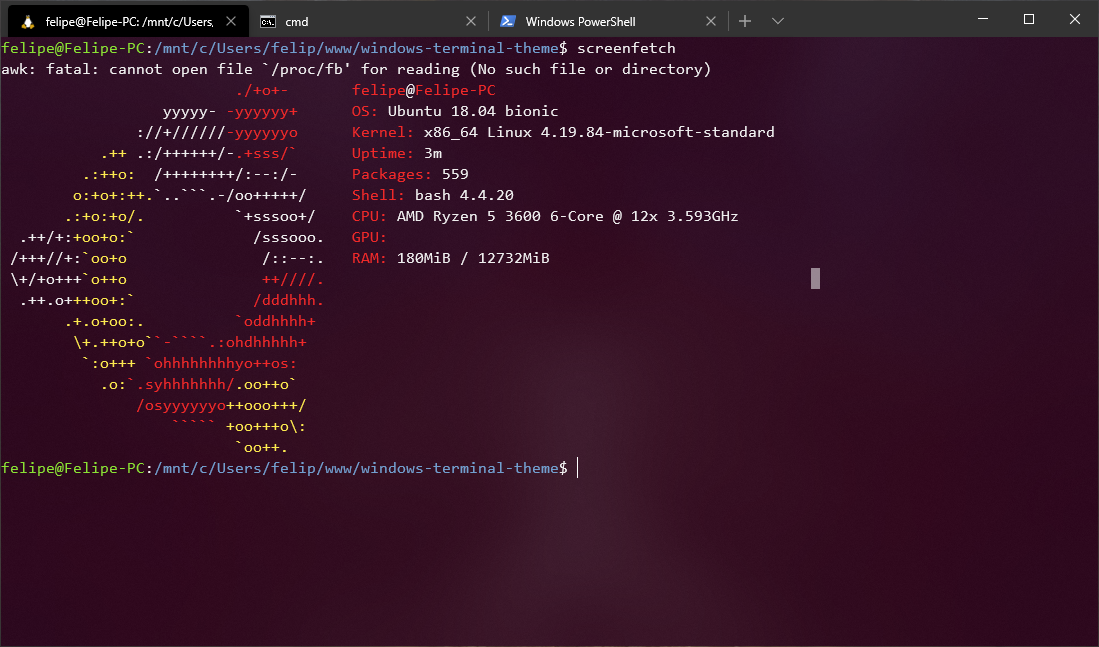 felipe@Felipe-PC: /mnt/c/Users,
cmd
Windows PowerShell
felipe@Felipe-PC:/mnt/c/Users/felip/www/windows-terminal-theme$ screenfetch
awk: fatal: cannot open file `/proc/fb' for reading (No such file or directory)
                          ./+o+-       felipe@Felipe-PC
                  yyyyy- -yyyyyy+      OS: Ubuntu 18.04 bionic
               ://+//////-yyyyyyo      Kernel: x86_64 Linux 4.19.84-microsoft-standard
           .++ .:/++++++/-.+sss/`      Uptime: 3m
         .:++o:  /++++++++/:--:/-      Packages: 559
        o:+o+:++.`..```.-/oo+++++/     Shell: bash 4.4.20
       .:+o:+o/.          `+sssoo+/    CPU: AMD Ryzen 5 3600 6-Core @ 12x 3.593GHz
  .++/+:+oo+o:`             /sssooo.   GPU:
 /+++//+:`oo+o               /::--:.   RAM: 180MiB / 12732MiB
 \+/+o+++`o++o               ++////.
  .++.o+++oo+:`             /dddhhh.
       .+.o+oo:.          `oddhhhh+
        \+.++o+o``-````.:ohdhhhhh+
         `:o+++ `ohhhhhhhhyo++os:
           .o:`.syhhhhhhh/.oo++o`
               /osyyyyyyo++ooo+++/
                   ````` +oo+++o\:
                          `oo++.
felipe@Felipe-PC:/mnt/c/Users/felip/www/windows-terminal-theme$